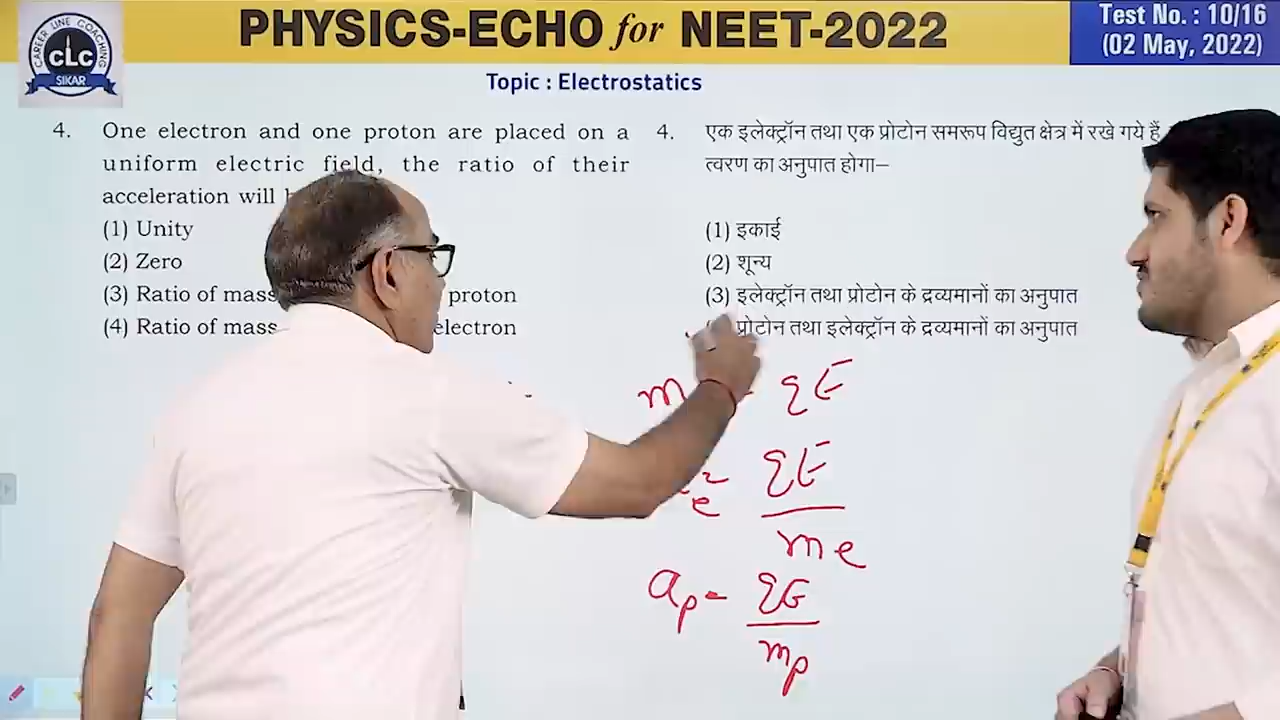 PHYSICS-ECHO for NEET-2022
Test No. : 10/16
(02 May, 2022)
CAREER LINE COACHING
CLC
SIKAR
Topic : Electrostatics
4. One electron and one proton are placed on a
uniform electric field, the ratio of their
acceleration will
(1) Unity
(2) Zero
(3) Ratio of mass proton
(4) Ratio of mass electron
4. एक इलेक्ट्रॉन तथा एक प्रोटोन समरूप विद्युत क्षेत्र में रखे गये हैं
त्वरण का अनुपात होगा–
(1) इकाई
(2) शून्य
(3) इलेक्ट्रॉन तथा प्रोटोन के द्रव्यमानों का अनुपात
प्रोटोन तथा इलेक्ट्रॉन के द्रव्यमानों का अनुपात
m qE
e = qE
me
ap = qE
mp